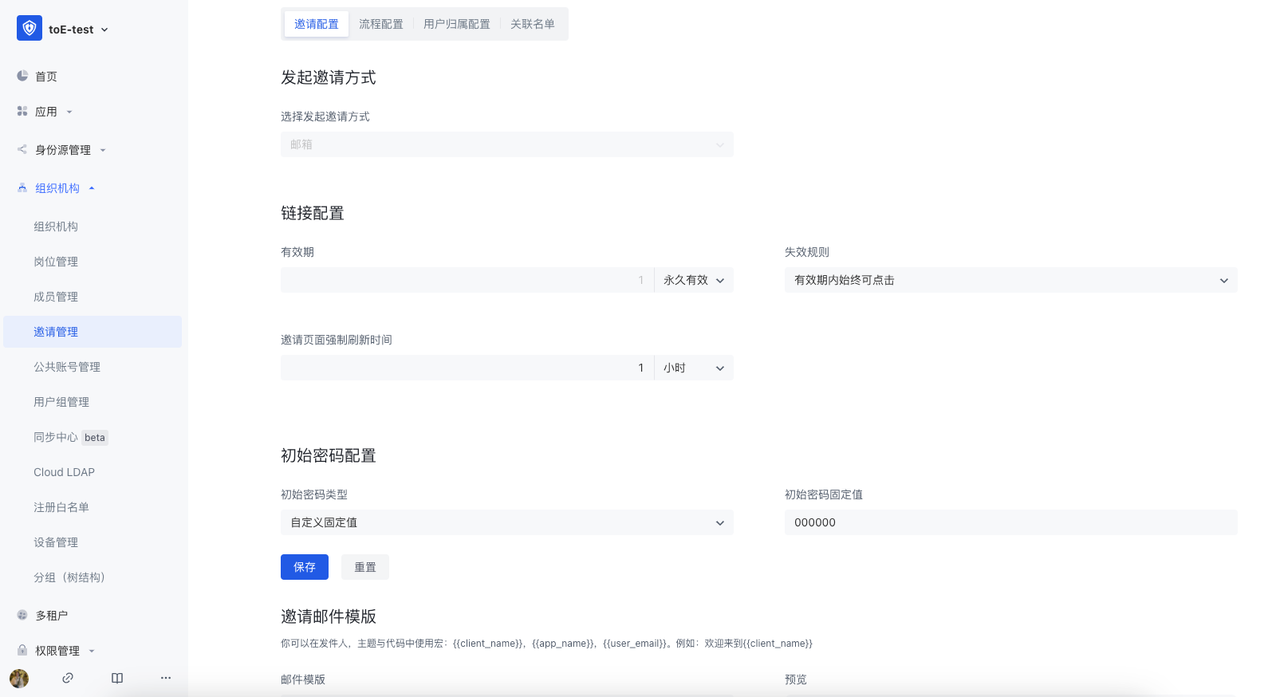 toE-test
首页
应用
身份源管理
组织机构
组织机构
岗位管理
成员管理
邀请管理
公共账号管理
用户组管理
同步中心 beta
Cloud LDAP
注册白名单
设备管理
分组（树结构）
多租户
权限管理
邀请配置 流程配置 用户归属配置 关联名单
发起邀请方式
选择发起邀请方式
邮箱
链接配置
有效期 失效规则
1 永久有效 有效期内始终可点击
邀请页面强制刷新时间
1 小时
初始密码配置
初始密码类型 初始密码固定值
自定义固定值 000000
保存 重置
邀请邮件模版
你可以在发件人，主题与代码中使用宏：{{client_name}}，{{app_name}}，{{user_email}}。例如：欢迎来到{{client_name}}
邮件模版 预览